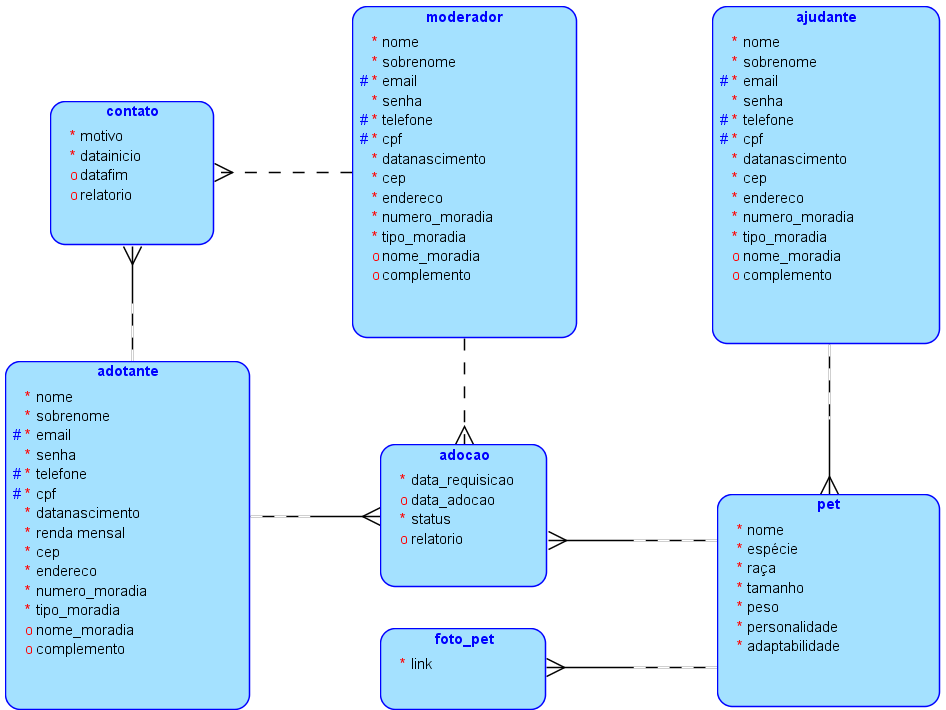 moderador
* nome
* sobrenome
# * email
* senha
# * telefone
# * cpf
* datanascimento
* cep
* endereco
* numero_moradia
* tipo_moradia
o nome_moradia
o complemento
ajudante
* nome
* sobrenome
# * email
* senha
# * telefone
# * cpf
* datanascimento
* cep
* endereco
* numero_moradia
* tipo_moradia
o nome_moradia
o complemento
contato
* motivo
* datainicio
o datafim
o relatorio
adotante
* nome
* sobrenome
# * email
* senha
# * telefone
# * cpf
* datanascimento
* renda mensal
* cep
* endereco
* numero_moradia
* tipo_moradia
o nome_moradia
o complemento
adocao
* data_requisicao
o data_adocao
* status
o relatorio
pet
* nome
* espécie
* raça
* tamanho
* peso
* personalidade
* adaptabilidade
foto_pet
* link